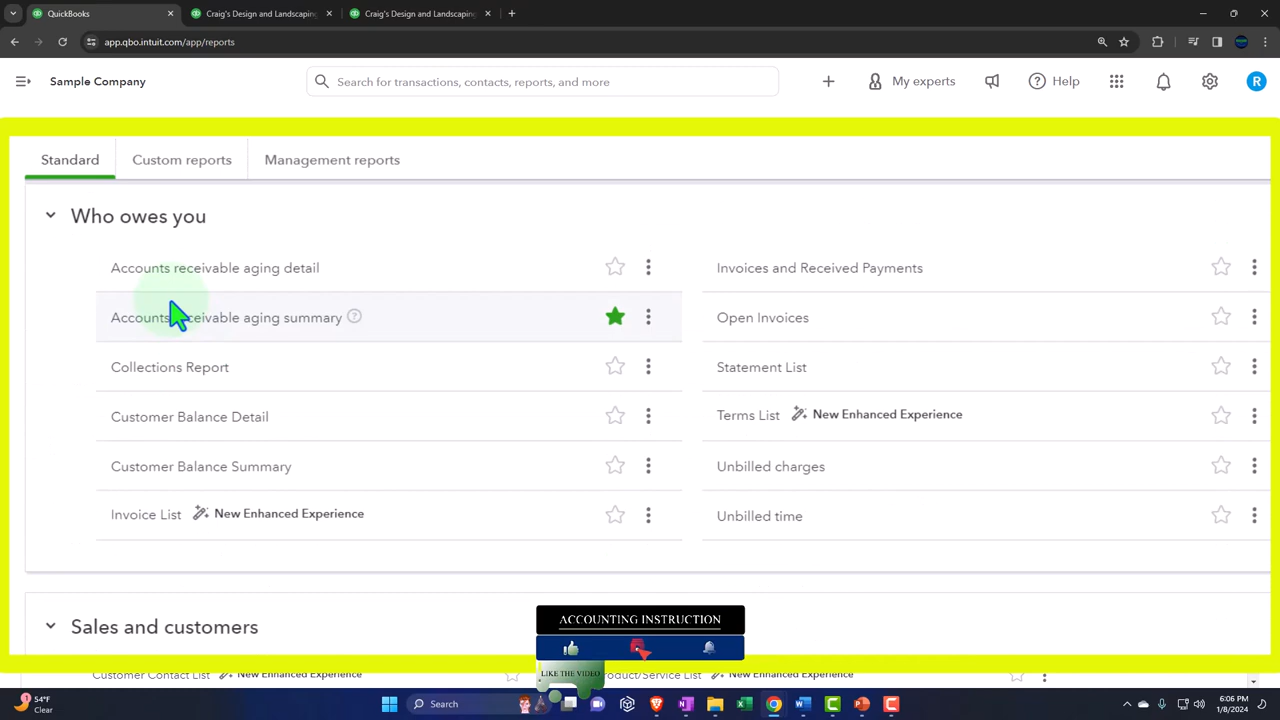 QuickBooks
Craig's Design and Landscaping
Craig's Design and Landscaping
app.qbo.intuit.com/app/reports
Sample Company
Search for transactions, contacts, reports, and more
My experts
Help
R
Standard
Custom reports
Management reports
Who owes you
Accounts receivable aging detail
Invoices and Received Payments
Accounts receivable aging summary
Open Invoices
Collections Report
Statement List
Customer Balance Detail
Terms List New Enhanced Experience
Customer Balance Summary
Unbilled charges
Invoice List New Enhanced Experience
Unbilled time
Sales and customers
ACCOUNTING INSTRUCTION
LIKE THE VIDEO
Customer Contact List New Enhanced Experience
Product/Service List New Enhanced Experience
54°F
Clear
Search
6:06 PM
1/8/2024